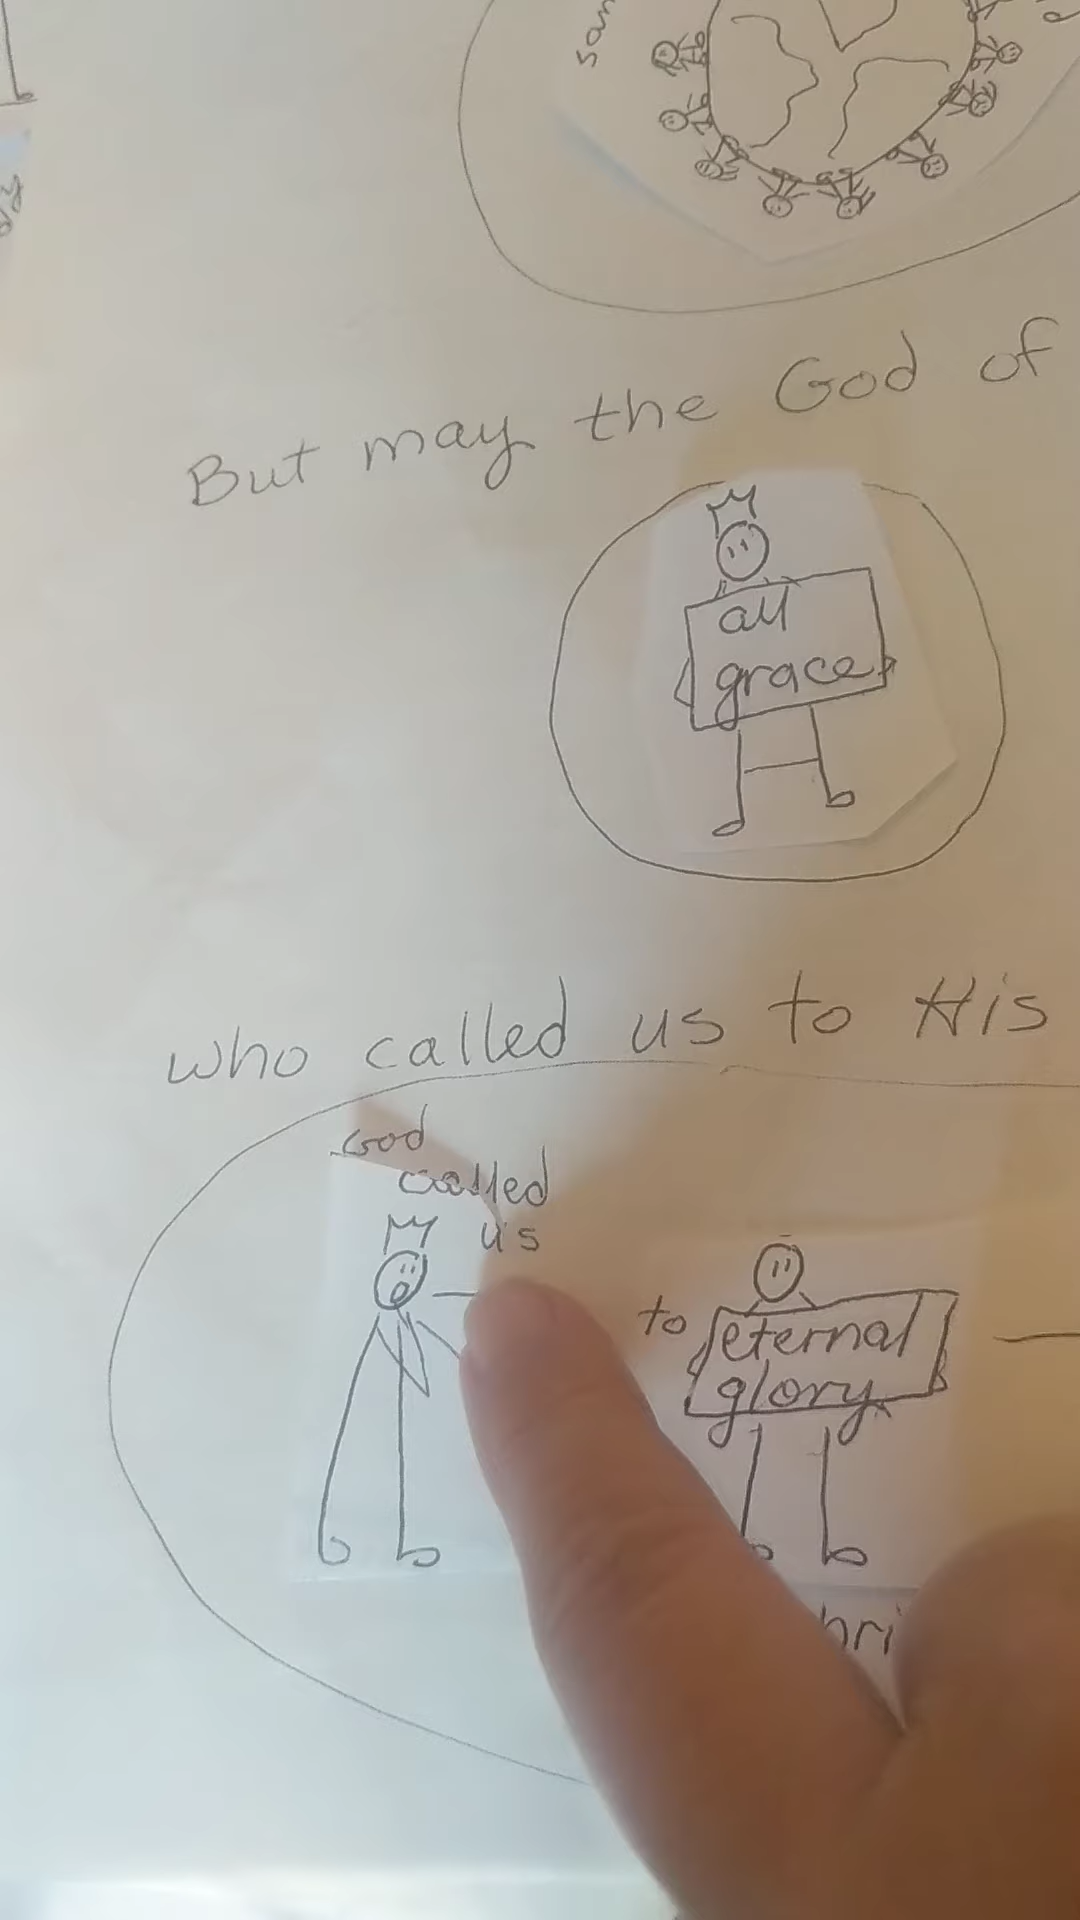 But may the God of
all
grace
who called us to His
God
called
us
to eternal
glory